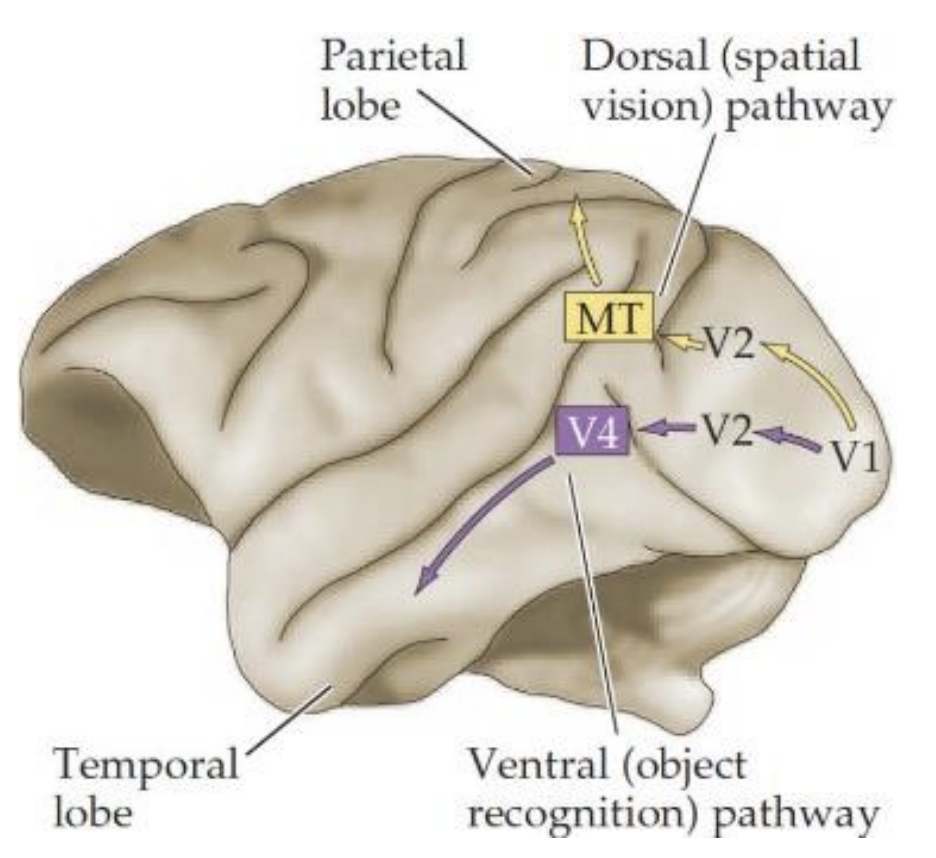 Parietal
lobe
Dorsal (spatial
vision) pathway
MT
V2
V4
V2
V1
Temporal
lobe
Ventral (object
recognition) pathway